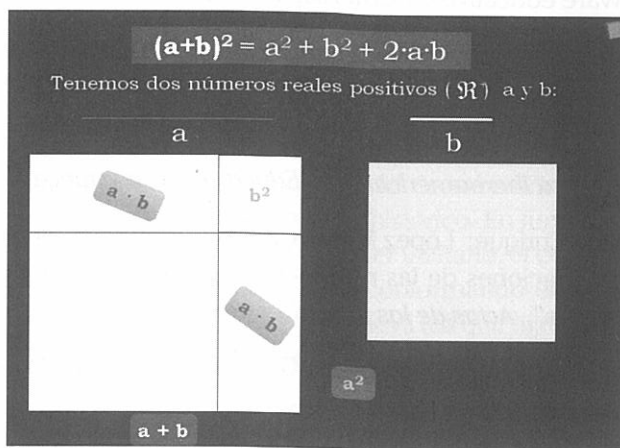 (a+b)² = a² + b² + 2·a·b
Tenemos dos números reales positivos (ℜ⁺) a y b:
a
b
a · b
b²
a · b
a²
a + b